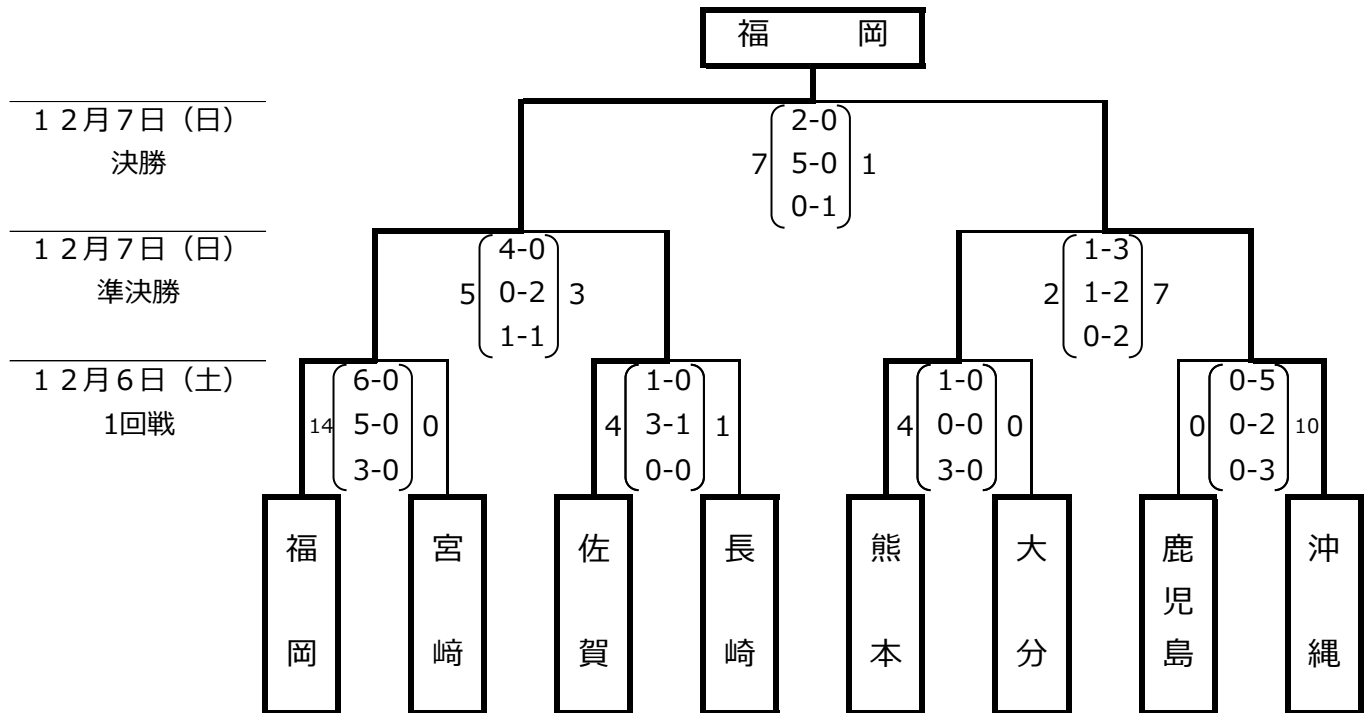 福 岡
１２月７日（日）
決勝
2-0
7 5-0 1
0-1
１２月７日（日）
準決勝
4-0
5 0-2 3
1-1
1-3
2 1-2 7
0-2
１２月６日（土）
1回戦
6-0
14 5-0 0
3-0
1-0
4 3-1 1
0-0
1-0
4 0-0 0
3-0
0-5
0 0-2 10
0-3
福岡
宮﨑
佐賀
長崎
熊本
大分
鹿児島
沖縄